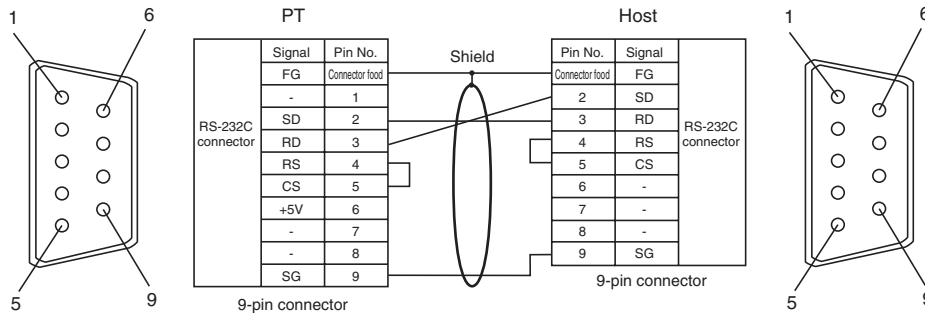 PT
Host
1
6
5
9
Signal Pin No.
FG Connector food
- 1
SD 2
RD 3
RS 4
CS 5
+5V 6
- 7
- 8
SG 9
RS-232C
connector
9-pin connector
Shield
Pin No. Signal
Connector food FG
2 SD
3 RD
4 RS
5 CS
6 -
7 -
8 -
9 SG
RS-232C
connector
9-pin connector
1
6
5
9